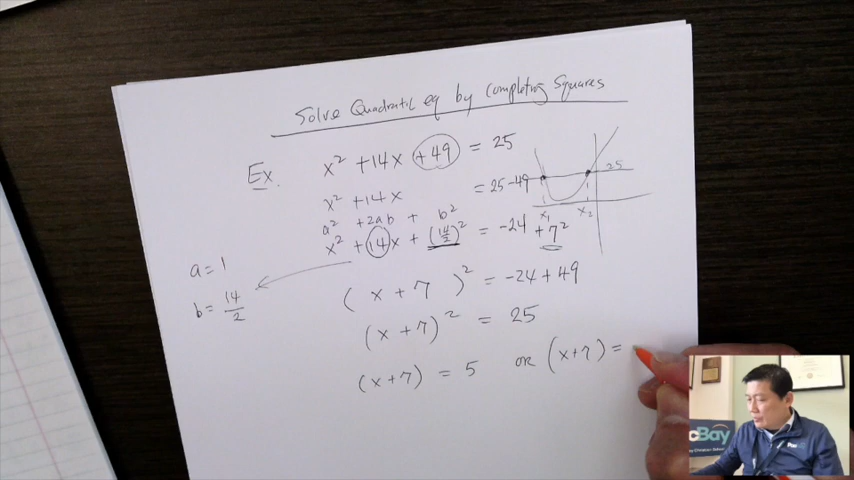 Solve Quadratic eq by Completing Squares
Ex. x² + 14x + 49 = 25
x² + 14x = 25 - 49
a² + 2ab + b²
x² + 14x + (14/2)² = -24 + 7²
a = 1
b = 14/2
(x + 7)² = -24 + 49
(x + 7)² = 25
(x + 7) = 5 or (x + 7) =
25
x₁ x₂
cBay